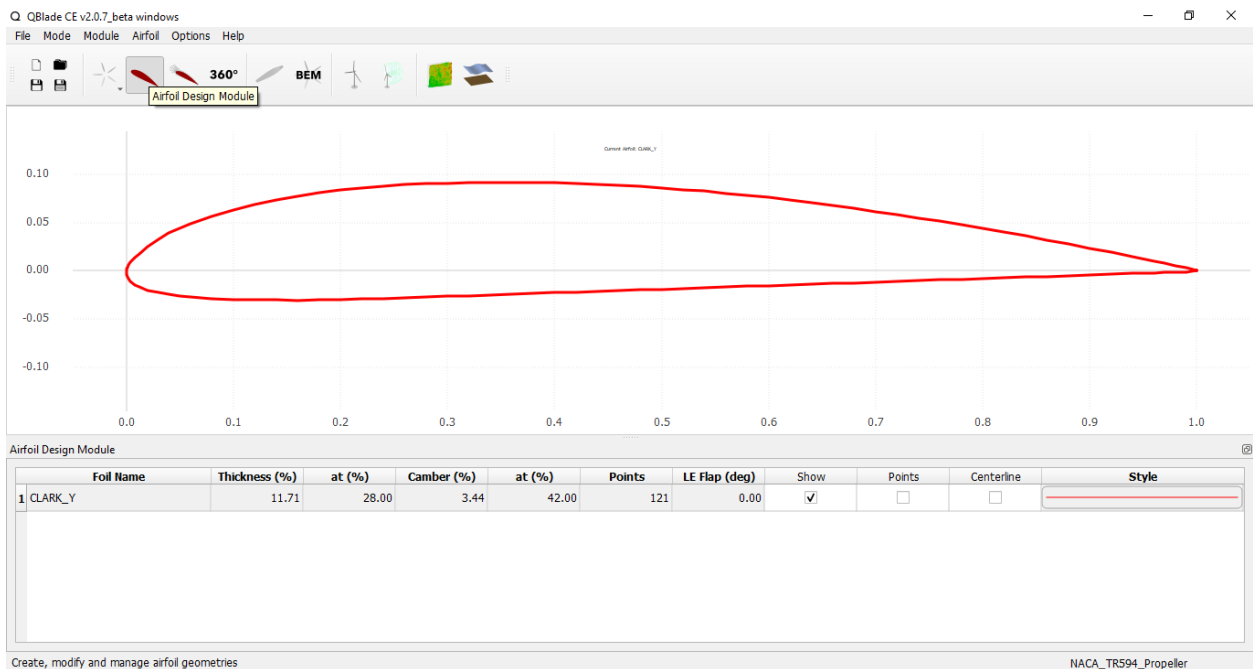 QBlade CE v2.0.7_beta windows
File Mode Module Airfoil Options Help
360° BEM
Airfoil Design Module
Current Airfoil: CLARK_Y
0.10
0.05
0.00
-0.05
-0.10
0.0 0.1 0.2 0.3 0.4 0.5 0.6 0.7 0.8 0.9 1.0
Airfoil Design Module
Foil Name Thickness (%) at (%) Camber (%) at (%) Points LE Flap (deg) Show Points Centerline Style
1 CLARK_Y 11.71 28.00 3.44 42.00 121 0.00
Create, modify and manage airfoil geometries NACA_TR594_Propeller